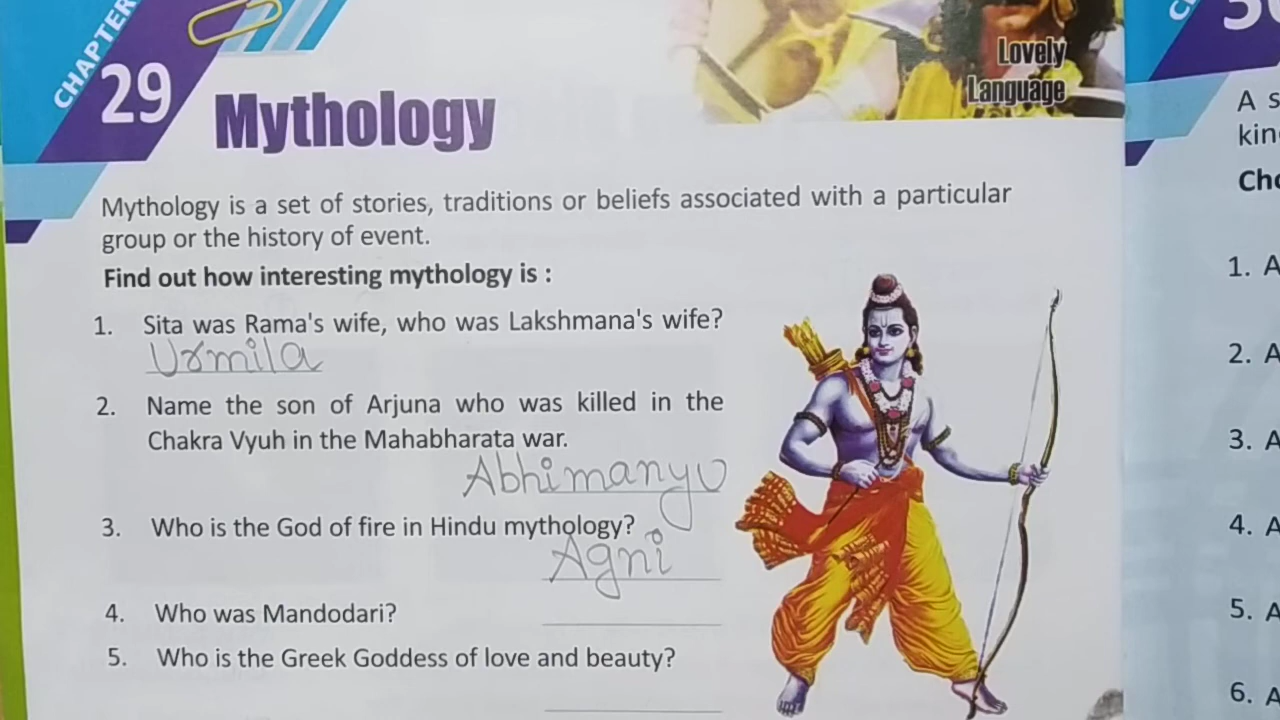 CHAPTER
29
Mythology
Lovely
Language
Mythology is a set of stories, traditions or beliefs associated with a particular
group or the history of event.
Find out how interesting mythology is :
1. Sita was Rama's wife, who was Lakshmana's wife?
Urmila
2. Name the son of Arjuna who was killed in the
Chakra Vyuh in the Mahabharata war.
Abhimanyu
3. Who is the God of fire in Hindu mythology?
Agni
4. Who was Mandodari?
5. Who is the Greek Goddess of love and beauty?
A
1. A
2. A
3. A
4. A
5. A
6. A